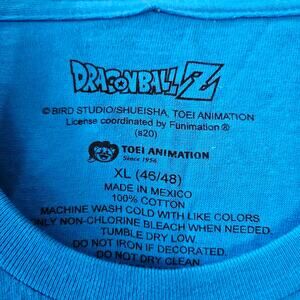 DRAGONBALL Z
© BIRD STUDIO/SHUEISHA, TOEI ANIMATION
License coordinated by Funimation ®
(s20)
TOEI ANIMATION
Since 1956
XL (46/48)
MADE IN MEXICO
100% COTTON
MACHINE WASH COLD WITH LIKE COLORS
ONLY NON-CHLORINE BLEACH WHEN NEEDED.
TUMBLE DRY LOW
DO NOT IRON IF DECORATED.
DO NOT DRY CLEAN